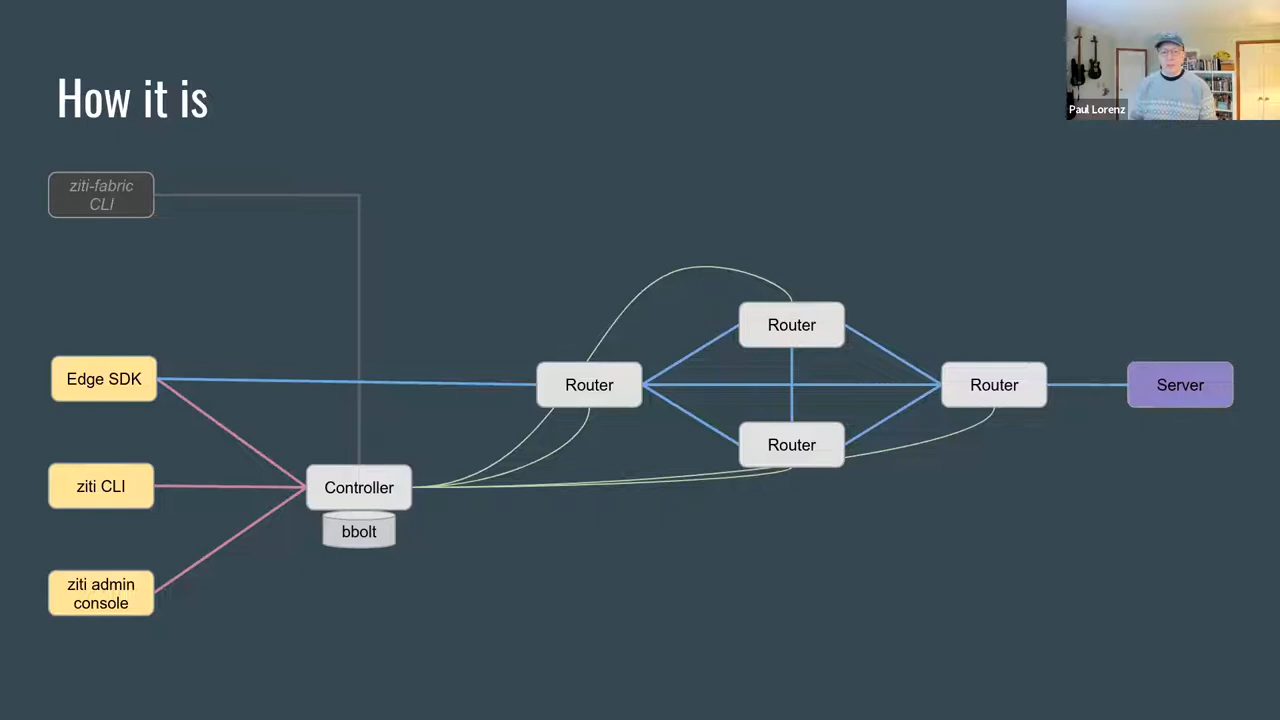 How it is
Paul Lorenz
ziti-fabric
CLI
Router
Edge SDK
Router
Router
Server
Router
ziti CLI
Controller
bbolt
ziti admin
console